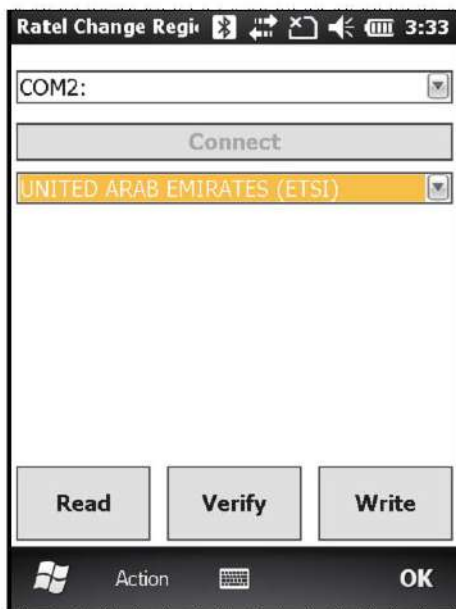 Ratel Change Regi 3:33
COM2:
Connect
UNITED ARAB EMIRATES (ETSI)
Read Verify Write
Action OK